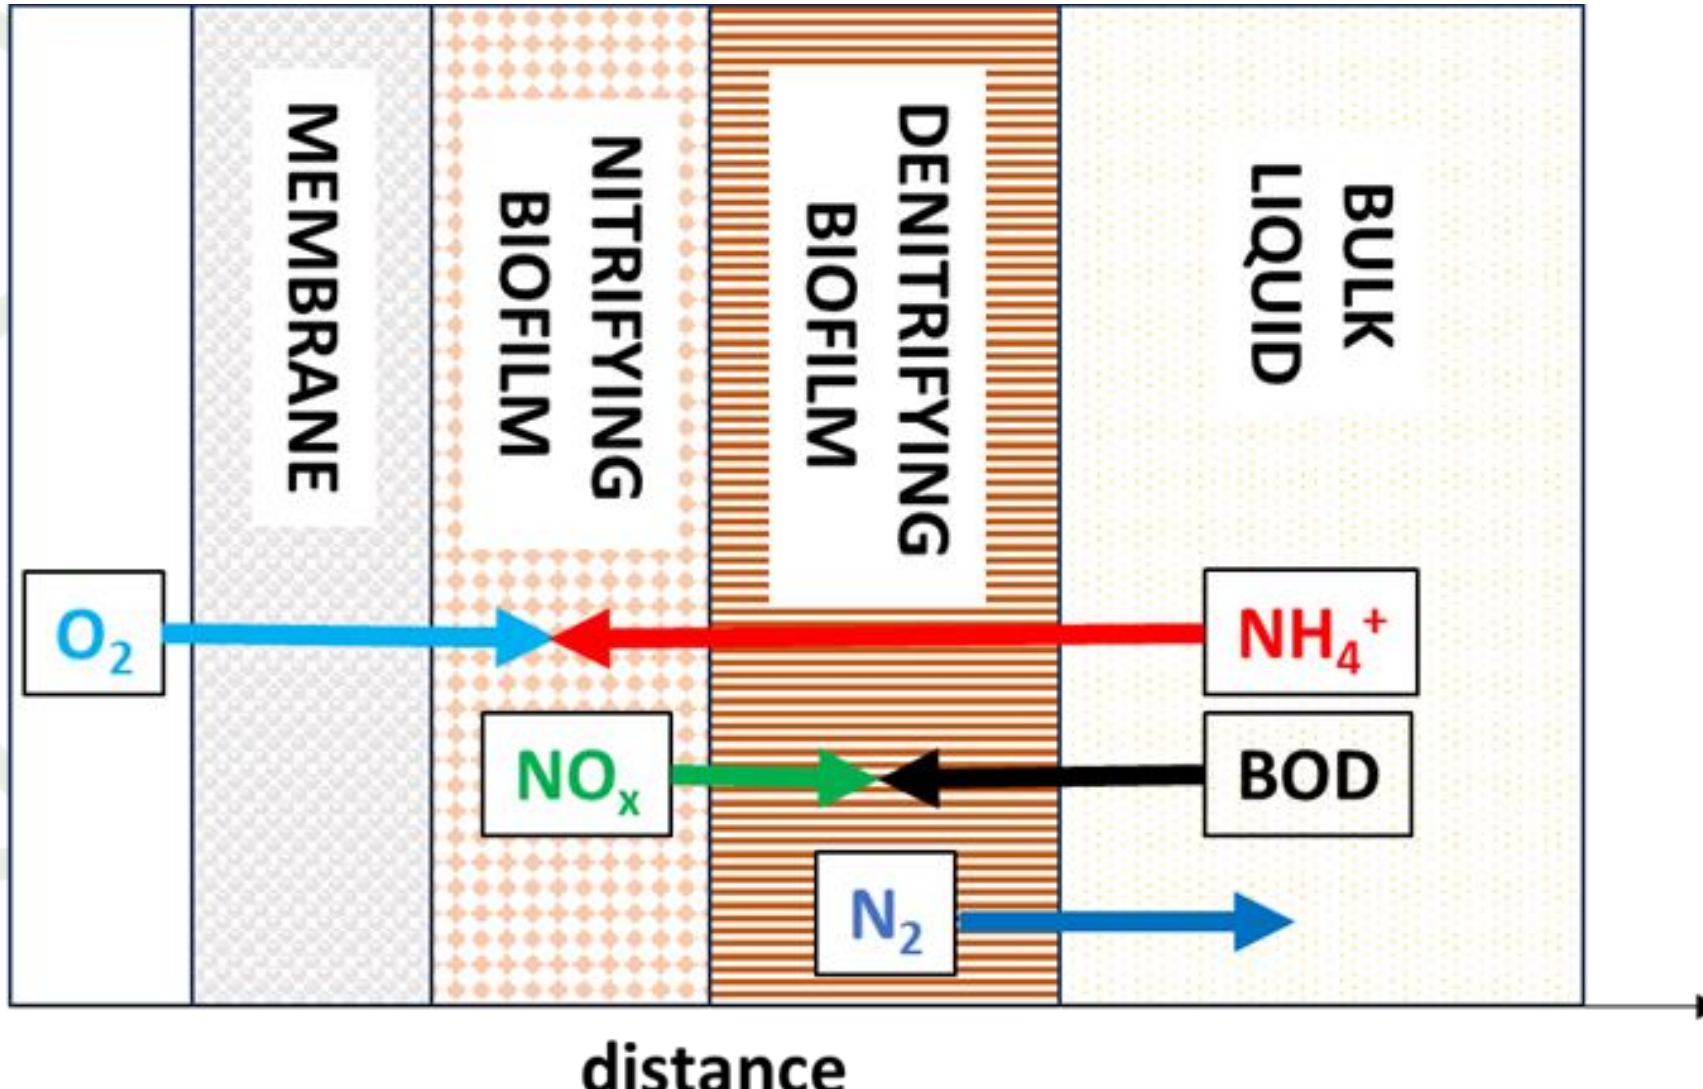 MEMBRANE
NITRIFYING
BIOFILM
DENITRIFYING
BIOFILM
BULK
LIQUID
O₂
NH₄⁺
NOₓ
BOD
N₂
distance